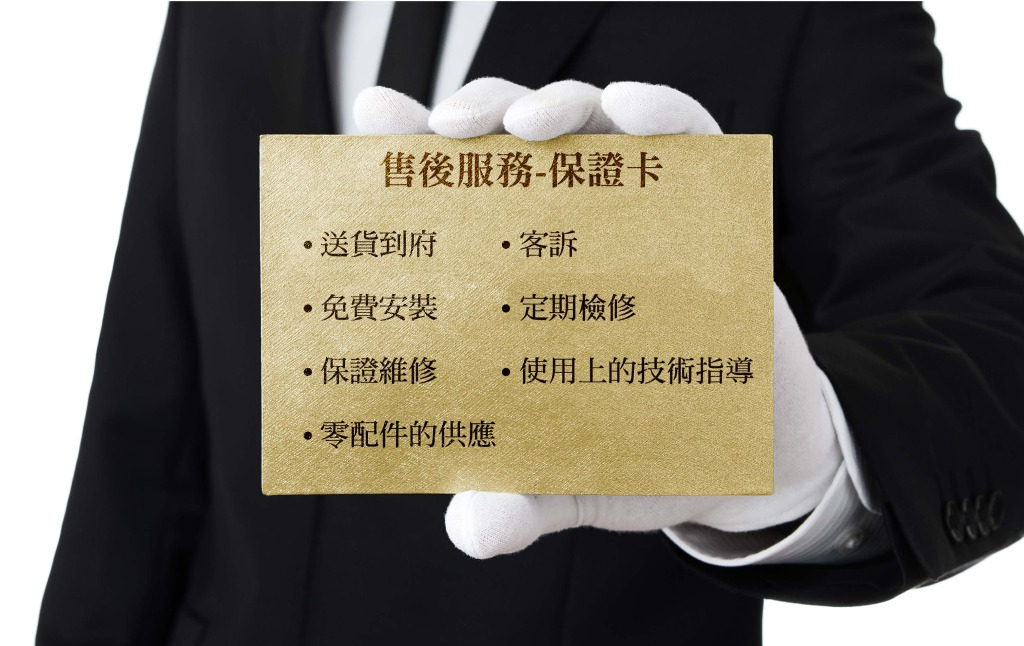 售後服務-保證卡
• 送貨到府
• 免費安裝
• 保證維修
• 零配件的供應
• 客訴
• 定期檢修
• 使用上的技術指導